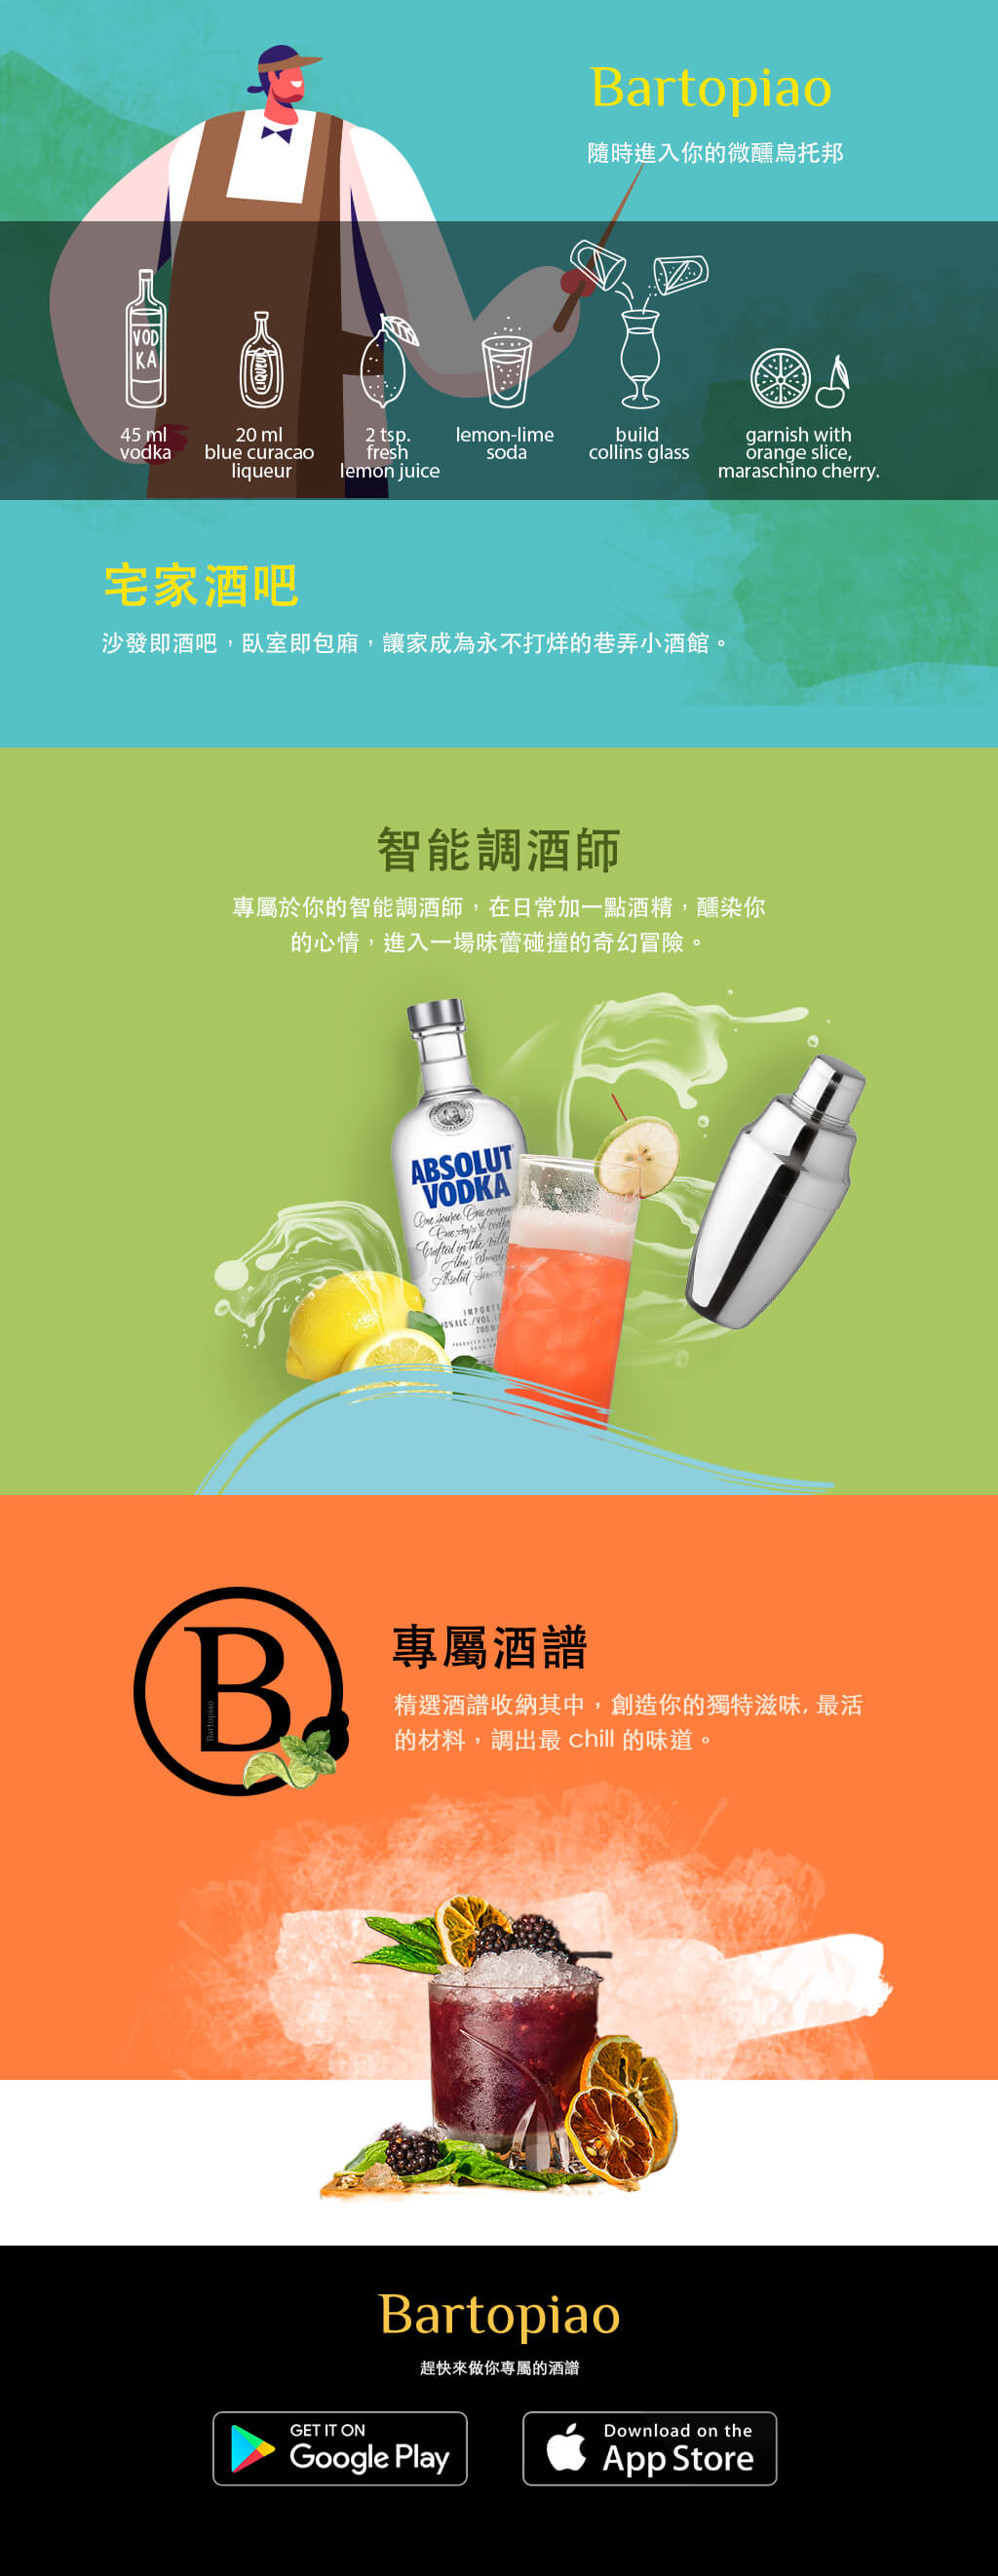 Bartopiao
隨時進入你的微醺烏托邦
VOD
KA
LIQUEUR
45 ml
vodka
20 ml
blue curacao
liqueur
2 tsp.
fresh
lemon juice
lemon-lime
soda
build
collins glass
garnish with
orange slice,
maraschino cherry.
宅家酒吧
沙發即酒吧，臥室即包廂，讓家成為永不打烊的巷弄小酒館。
智能調酒師
專屬於你的智能調酒師，在日常加一點酒精，醺染你
的心情，進入一場味蕾碰撞的奇幻冒險。
ABSOLUT
VODKA
B
Bartopiao
專屬酒譜
精選酒譜收納其中，創造你的獨特滋味, 最活
的材料，調出最 chill 的味道。
Bartopiao
趕快來做你專屬的酒譜
GET IT ON
Google Play
Download on the
App Store